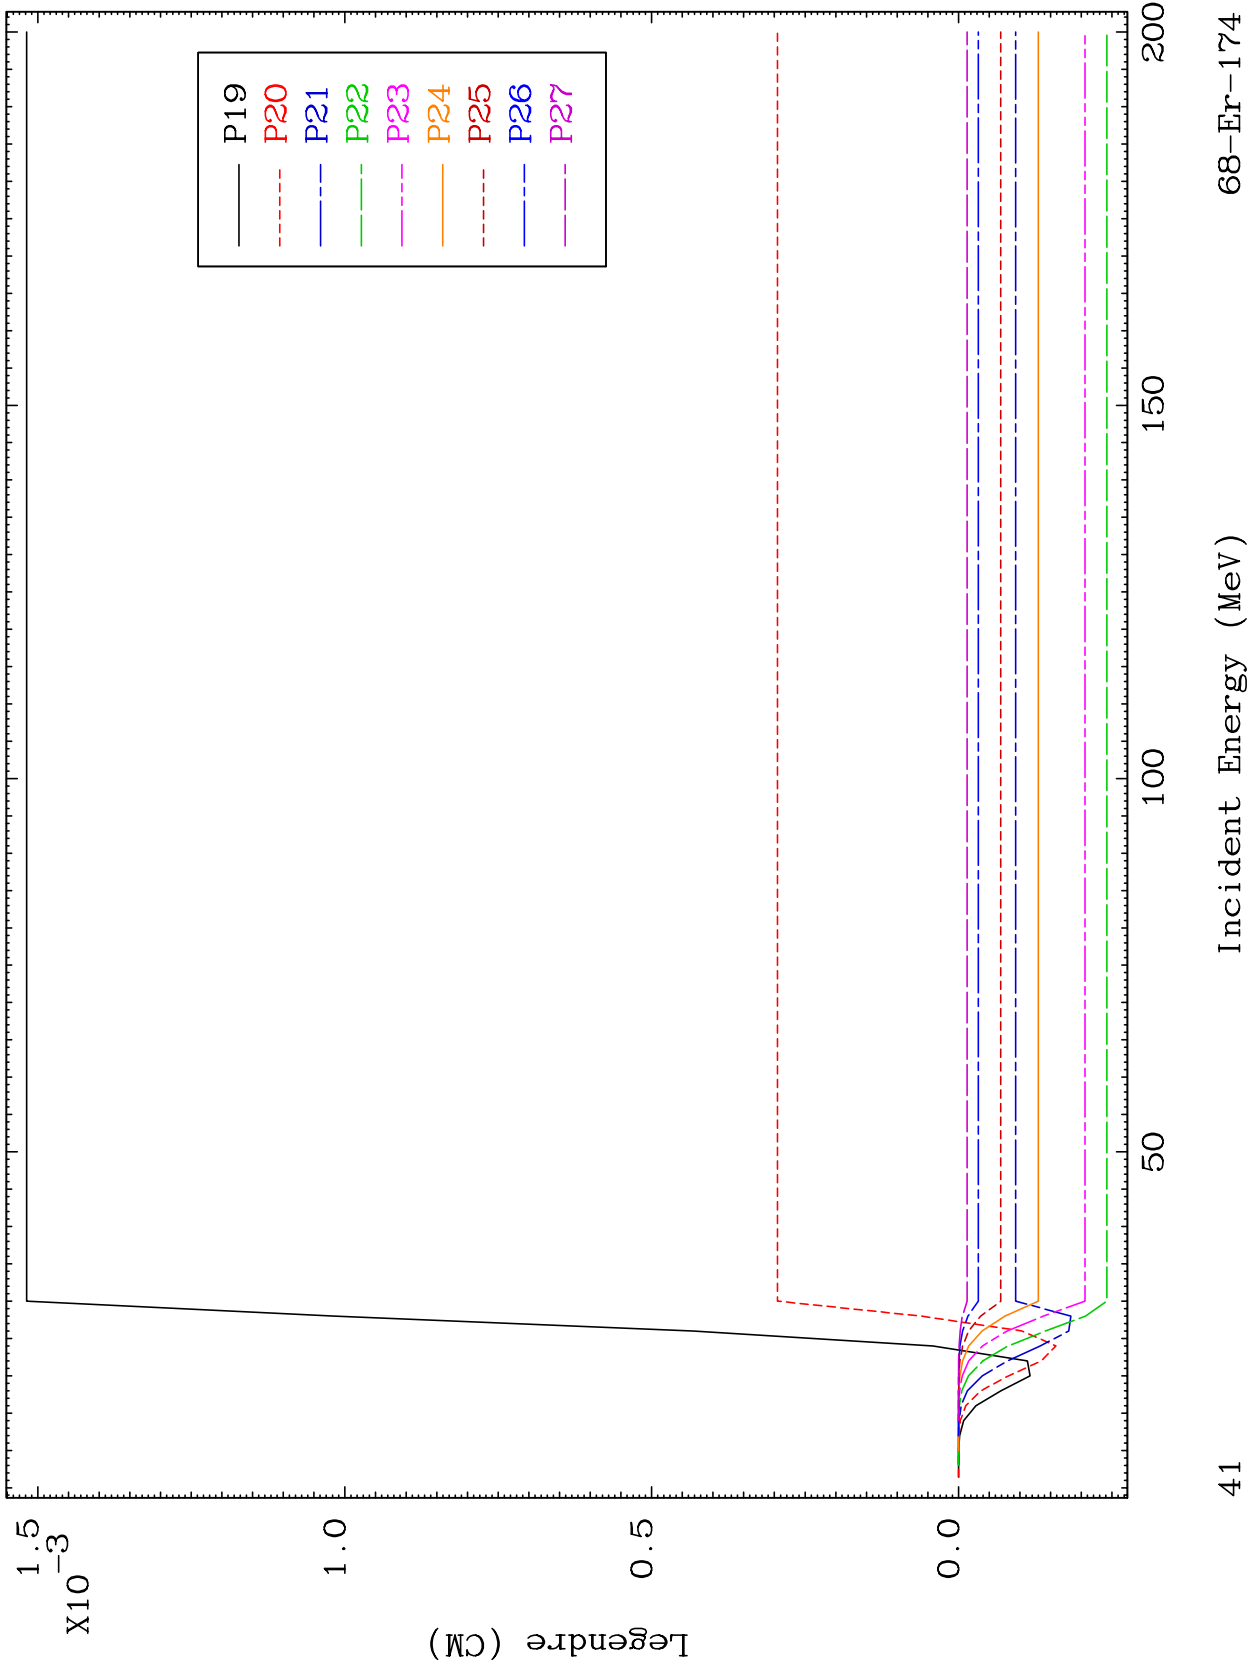 1.5
X10⁻³
1.0
0.5
0.0
Legendre (CM)
P19
P20
P21
P22
P23
P24
P25
P26
P27
50
100
150
200
Incident Energy (MeV)
41
68-Er-174